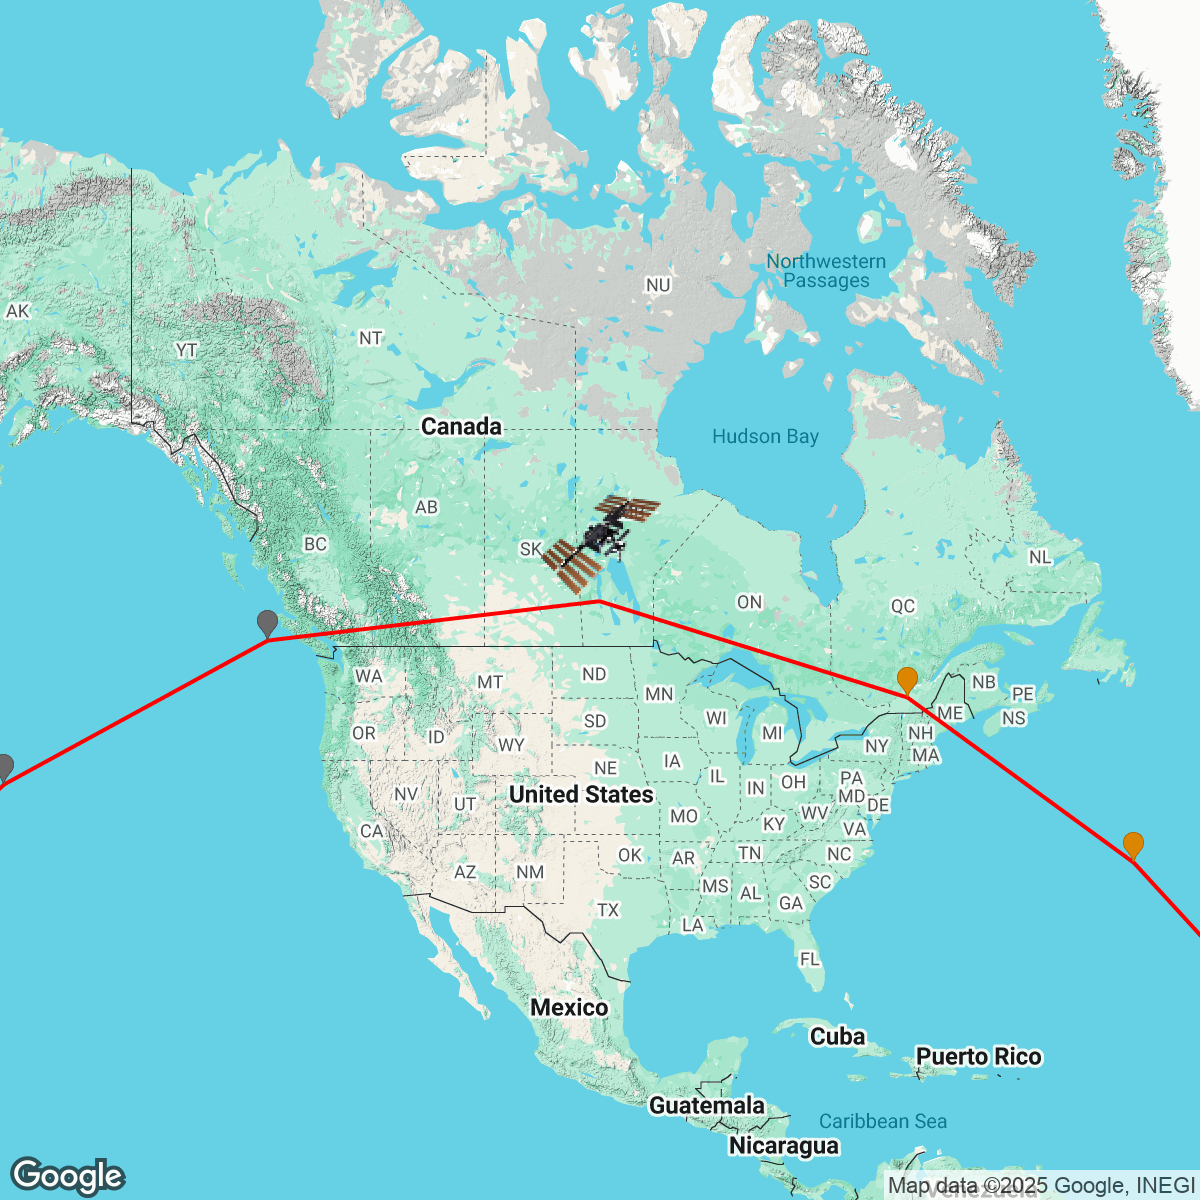 Northwestern
Passages
NU
AK
NT
YT
Canada
Hudson Bay
AB
SK
BC
NL
ON
QC
WA
MT
ND
MN
NB
PE
ME
NS
OR
ID
SD
WI
MI
NH
NY
WY
MA
IA
NE
IL
IN
OH
PA
NV
UT
United States
MD
DE
MO
WV
KY
VA
CA
OK
AR
TN
NC
AZ
NM
MS
AL
SC
GA
TX
LA
FL
Mexico
Cuba
Puerto Rico
Guatemala
Caribbean Sea
Nicaragua
Google
Venezuela
Map data ©2025 Google, INEGI